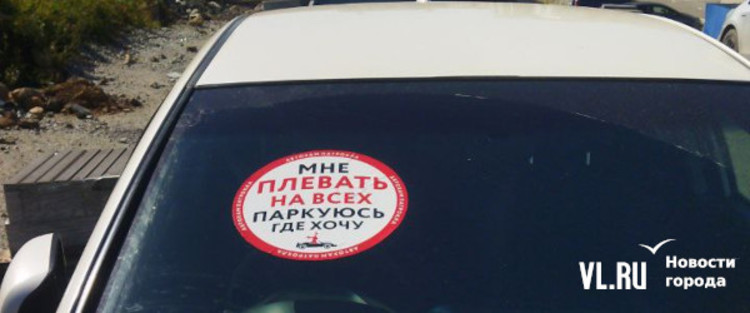 МНЕ
ПЛЕВАТЬ
НА ВСЕХ
ПАРКУЮСЬ
ГДЕ ХОЧУ
VL.RU
Новости
города